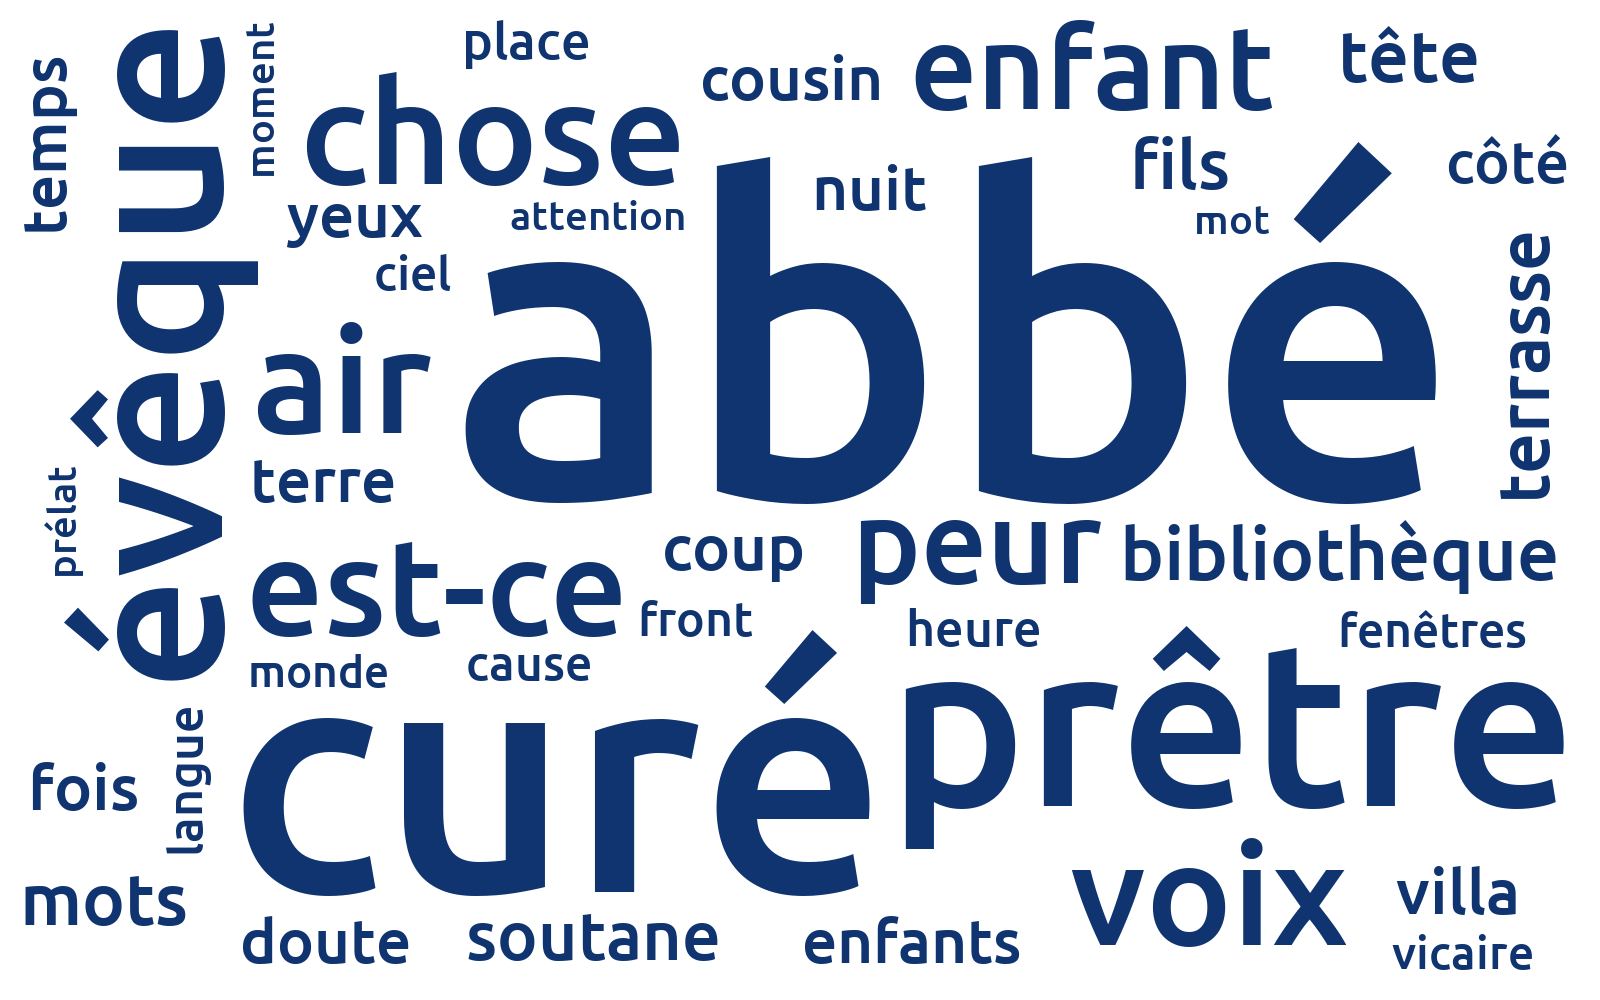 place
enfant
tête
cousin
moment
évêque
temps
chose
fils
côté
nuit
yeux
attention
mot
ciel
abbé
terrasse
air
terre
prélat
peur
bibliothèque
coup
est-ce
front
heure
fenêtres
cause
monde
prêtre
curé
langue
fois
mots
voix
villa
doute
soutane
enfants
vicaire